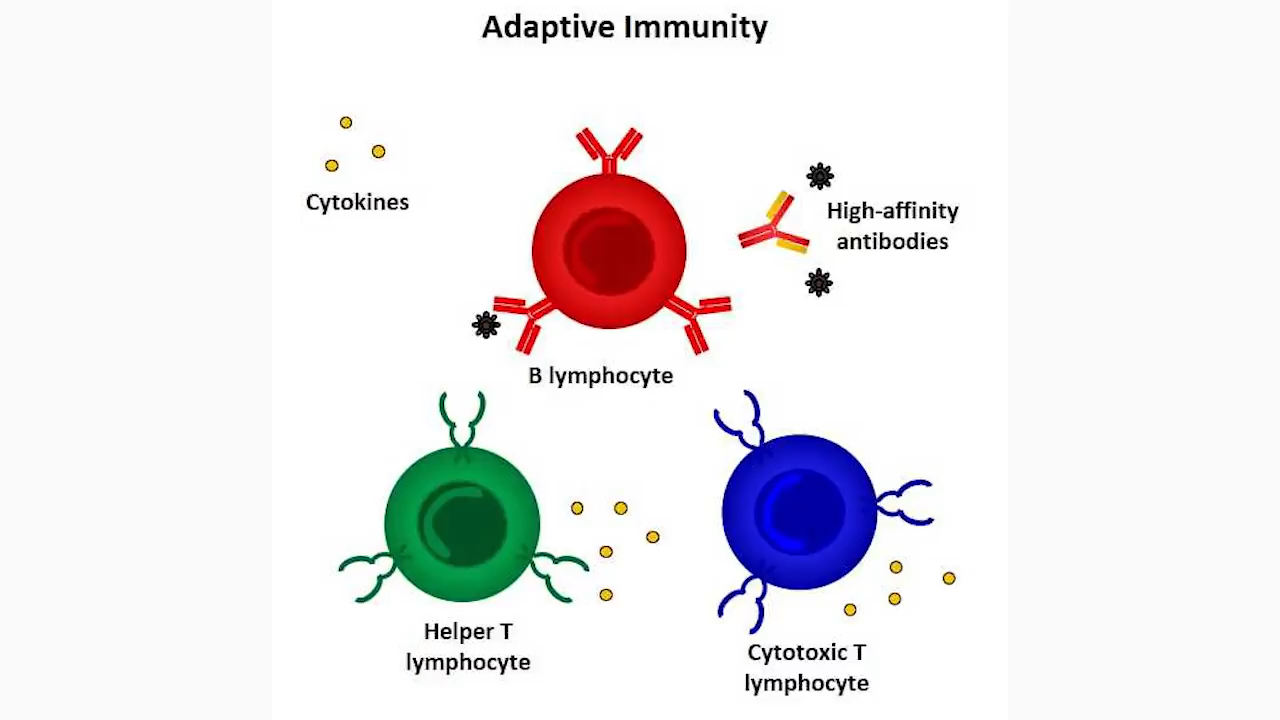 Adaptive Immunity
Cytokines
High-affinity
antibodies
B lymphocyte
Helper T
lymphocyte
Cytotoxic T
lymphocyte